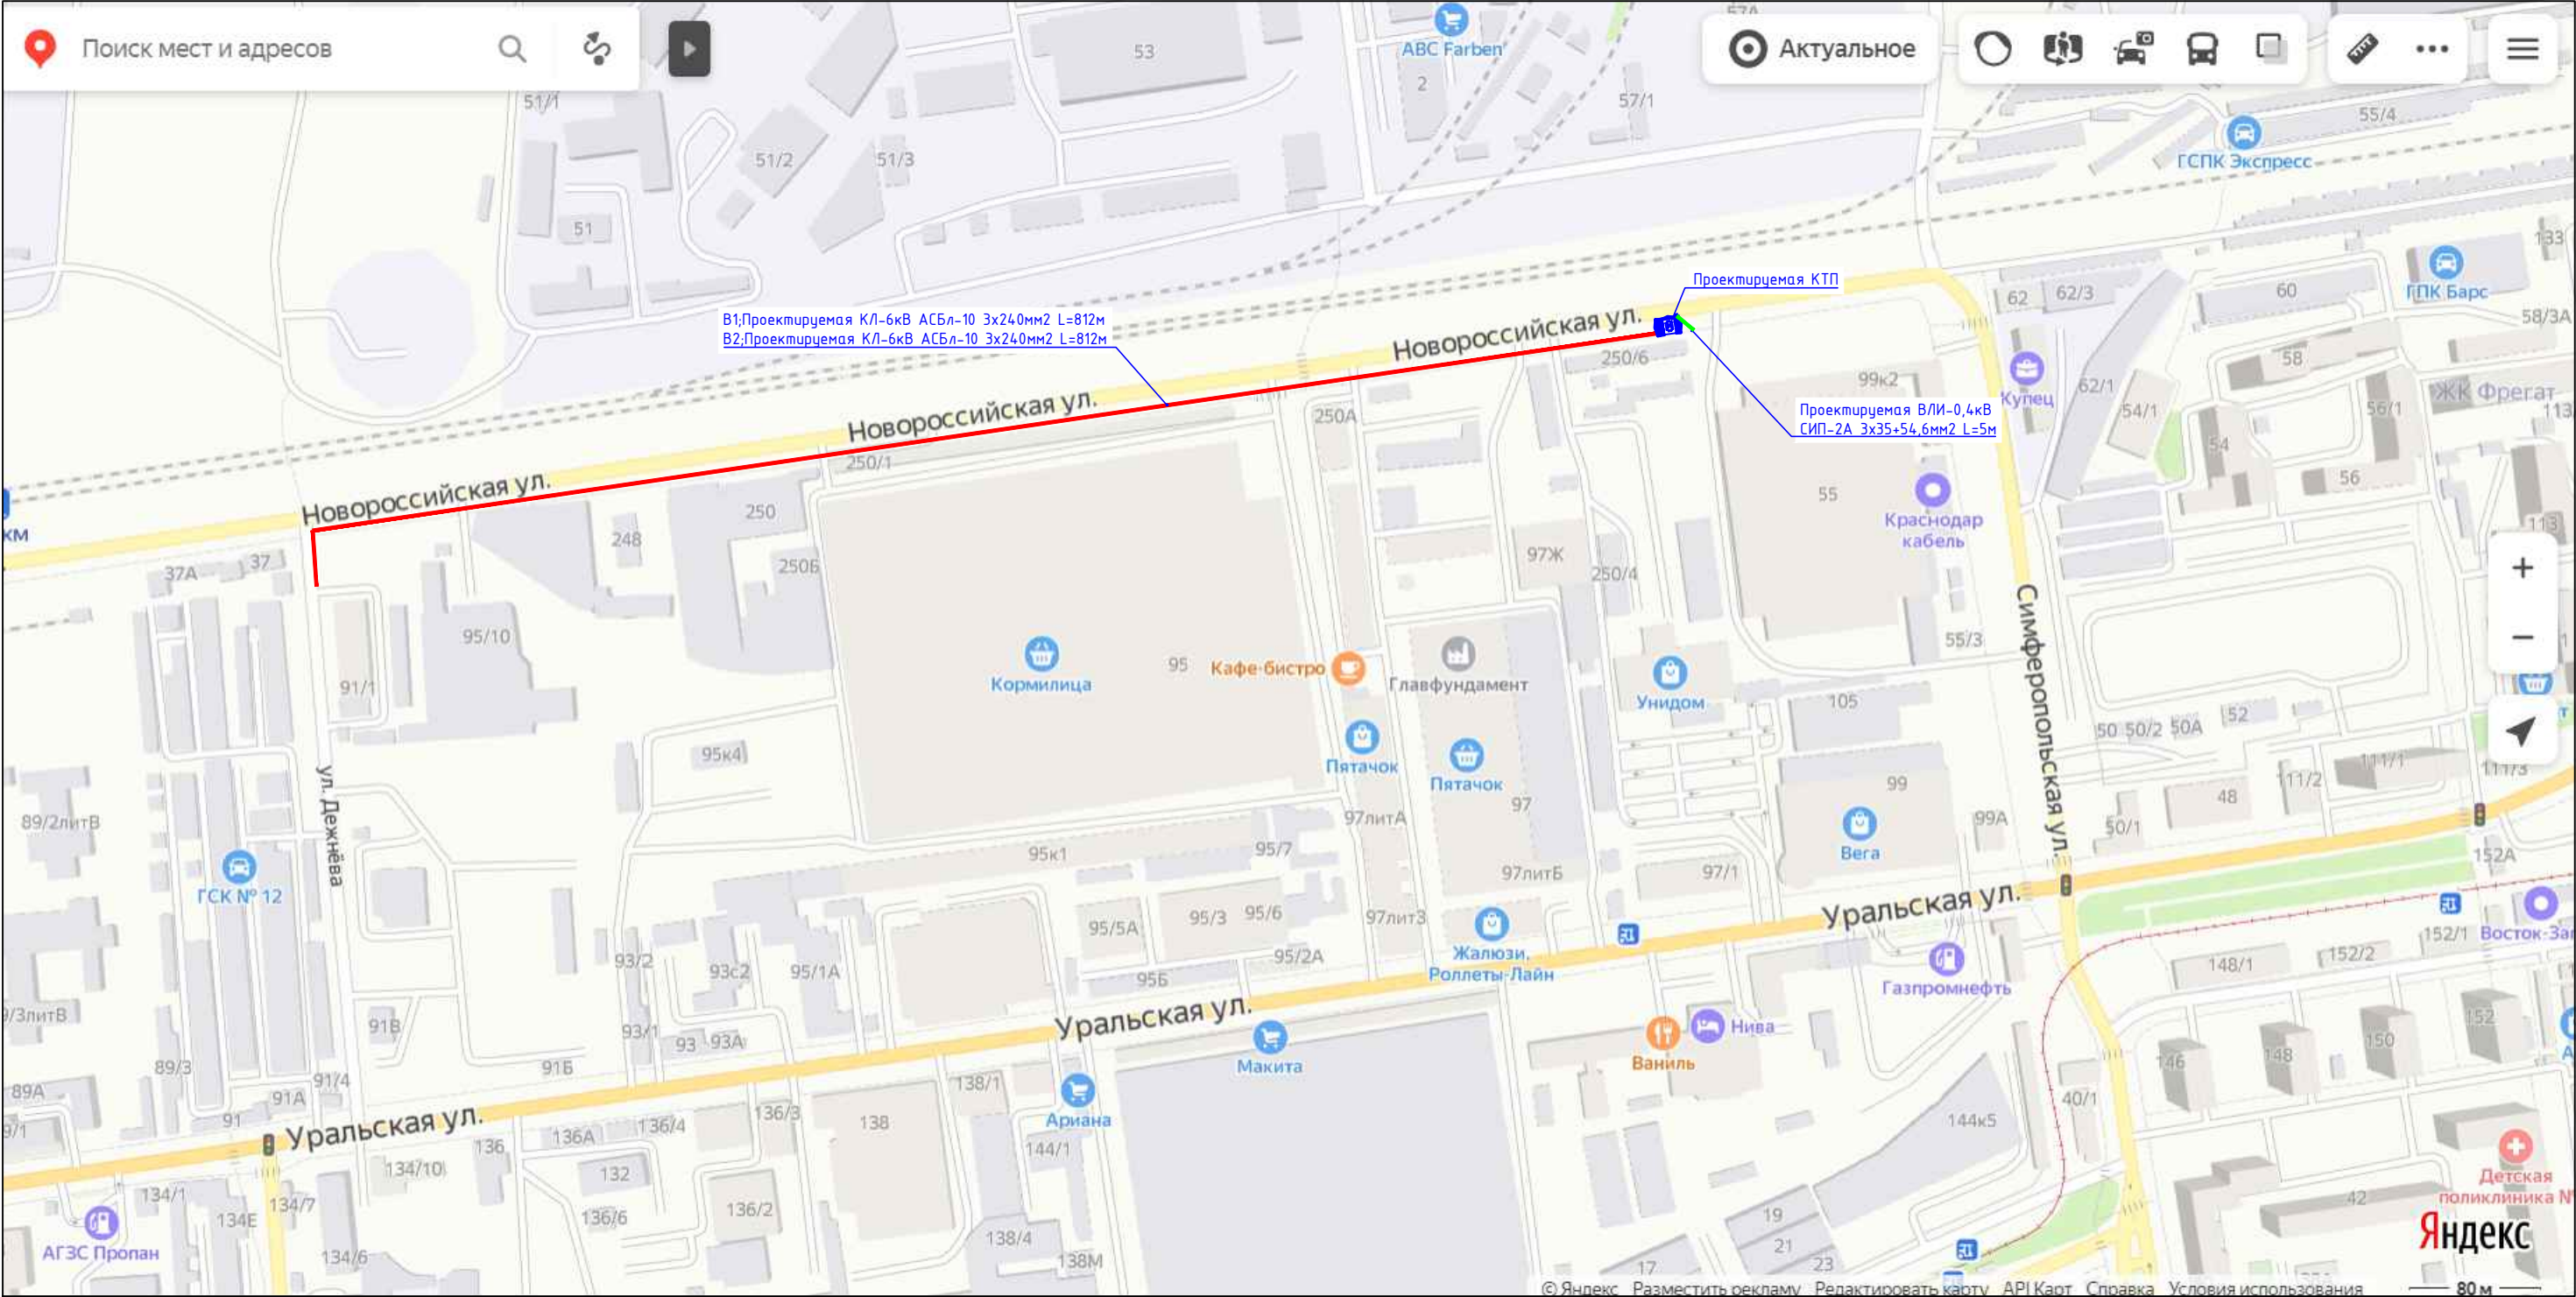 Поиск мест и адресов
Актуальное
57А
53
ABC Farben
2
57/1
55/4
ГСПК Экспресс
51/1
51/2
51/3
51
133
ГПК Барс
60
62
62/3
58/3А
Проектируемая КТП
В1;Проектируемая КЛ-6кВ АСБл-10 3х240мм2 L=812м
В2;Проектируемая КЛ-6кВ АСБл-10 3х240мм2 L=812м
Новороссийская ул.
250/6
99к2
Купец
62/1
58
54/1
ЖК Фрегат
56/1
113
Проектируемая ВЛИ-0,4кВ
СИП-2А 3х35+54,6мм2 L=5м
Новороссийская ул.
250А
54
56
250/1
Новороссийская ул.
55
Краснодар
кабель
250
км
248
113
37А
37
250Б
97Ж
250/4
95/10
Симферопольская ул.
55/3
Кормилица
95
Кафе-бистро
Главфундамент
Унидом
91/1
105
52
50
50/2
50А
95к4
Пятачок
Пятачок
ул. Дежнёва
99
111/2
111/1
111/3
48
97
97литА
89/2литВ
99А
50/1
Вега
95к1
95/7
152А
ГСК № 12
97литБ
97/1
Уральская ул.
95/5А
95/3
95/6
97лит3
Жалюзи,
Роллеты-Лайн
152/1
Восток-За
93/2
93с2
95/1А
95/2А
148/1
152/2
95Б
Газпромнефть
9/3литВ
Уральская ул.
91В
93/1
93
93А
Макита
Нива
Ваниль
152
150
148
146
89/3
91Б
91/4
138/1
89А
91А
40/1
Ариана
136/3
138
144к5
91
Уральская ул.
136
136А
136/4
9/1
144/1
134/10
132
Детская
поликлиника №
134/1
134Е
134/7
136/6
136/2
19
42
АГЗС Пропан
134/6
138/4
138М
21
23
17
Яндекс
© Яндекс Разместить рекламу Редактировать карту API Карт Справка Условия использования 80 м